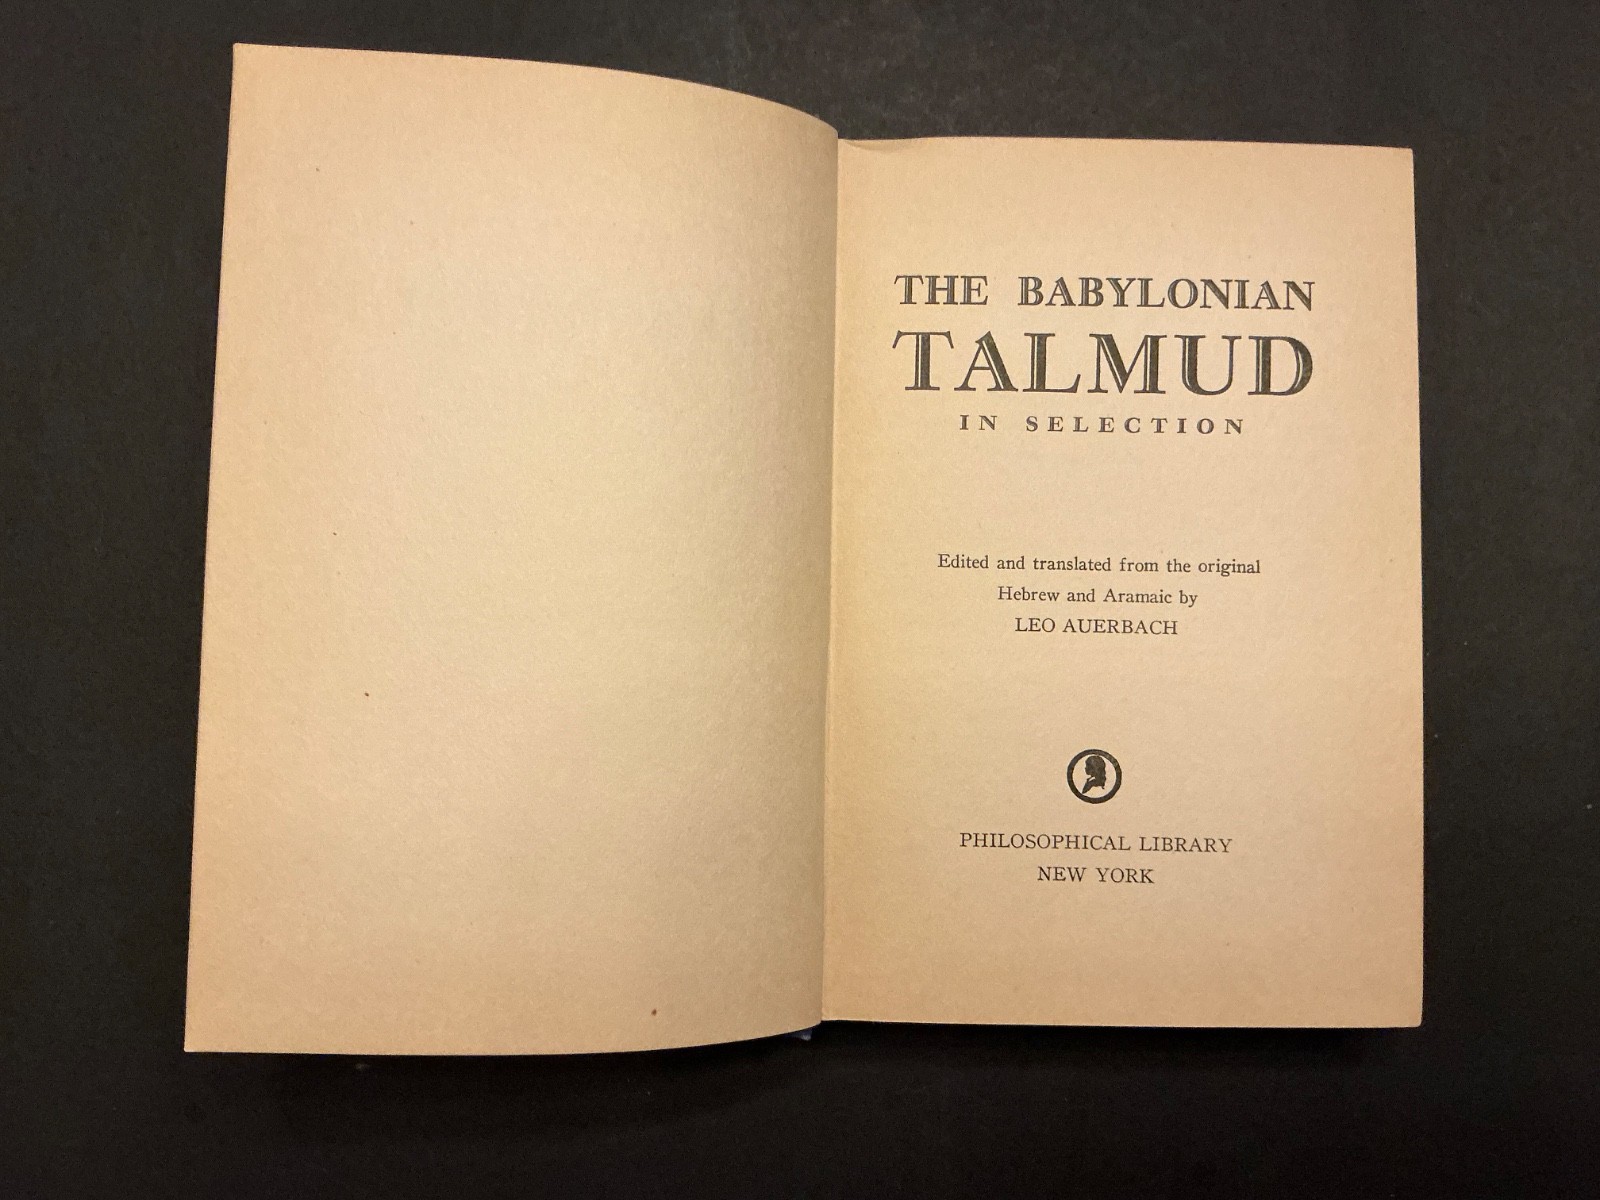 THE BABYLONIAN
TALMUD
IN SELECTION
Edited and translated from the original
Hebrew and Aramaic by
LEO AUERBACH
PHILOSOPHICAL LIBRARY
NEW YORK